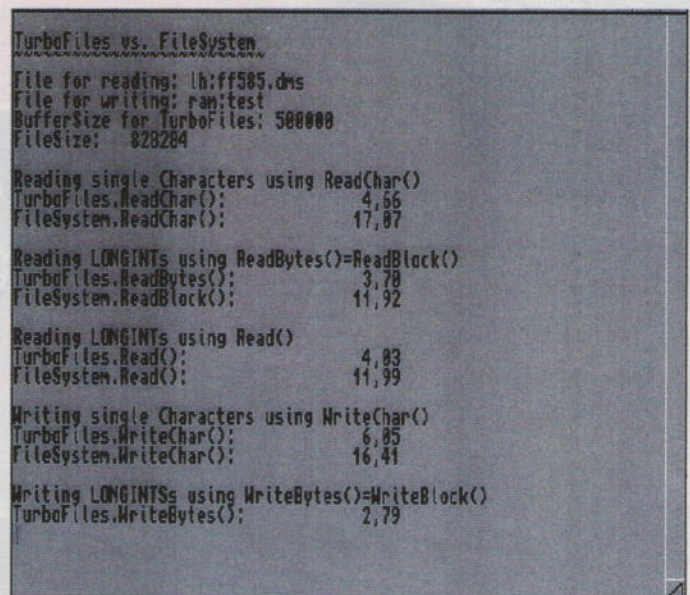 TurboFiles vs. FileSystem
File for reading: lh:ff585.dms
File for writing: ram:test
BufferSize for TurboFiles: 500000
FileSize: 828284
Reading single Characters using ReadChar()
TurboFiles.ReadChar(): 4,66
FileSystem.ReadChar(): 17,07
Reading LONGINTs using ReadBytes()=ReadBlock()
TurboFiles.ReadBytes(): 3,70
FileSystem.ReadBlock(): 11,92
Reading LONGINTs using Read()
TurboFiles.Read(): 4,03
FileSystem.Read(): 11,99
Writing single Characters using WriteChar()
TurboFiles.WriteChar(): 6,05
FileSystem.WriteChar(): 16,41
Writing LONGINTSs using WriteBytes()=WriteBlock()
TurboFiles.WriteBytes(): 2,79